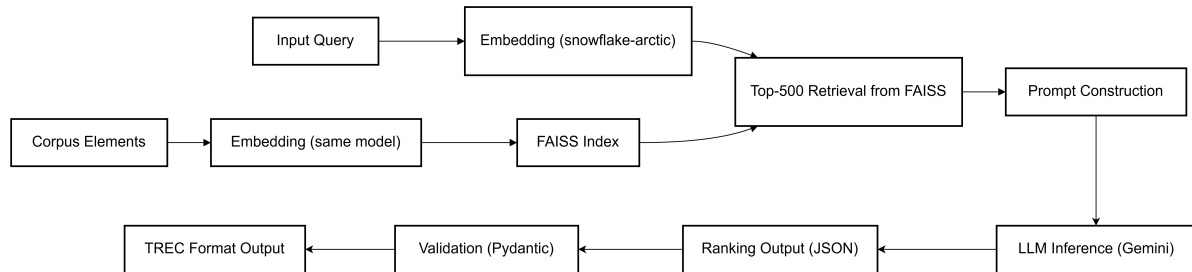 Input Query
Embedding (snowflake-arctic)
Top-500 Retrieval from FAISS
Prompt Construction
Corpus Elements
Embedding (same model)
FAISS Index
TREC Format Output
Validation (Pydantic)
Ranking Output (JSON)
LLM Inference (Gemini)